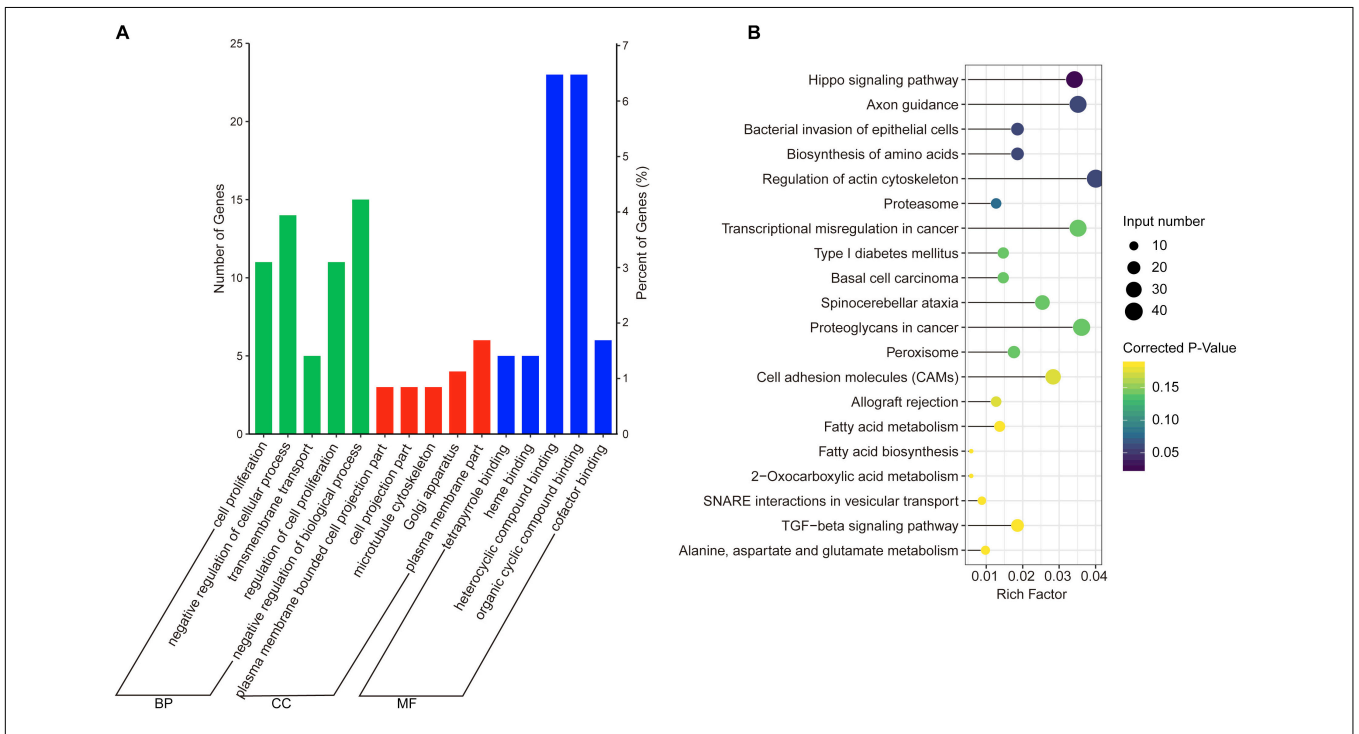 A
25
20
15
10
5
0
Number of Genes
7
6
5
4
3
2
1
0
Percent of Genes (%)
cell proliferation
negative regulation of cellular process
transmembrane transport
regulation of cell proliferation
negative regulation of biological process
plasma membrane bounded cell projection part
cell projection part
microtubule cytoskeleton
Golgi apparatus
plasma membrane part
tetrapyrrole binding
heme binding
heterocyclic compound binding
organic cyclic compound binding
cofactor binding
BP
CC
MF
B
Hippo signaling pathway
Axon guidance
Bacterial invasion of epithelial cells
Biosynthesis of amino acids
Regulation of actin cytoskeleton
Proteasome
Transcriptional misregulation in cancer
Type I diabetes mellitus
Basal cell carcinoma
Spinocerebellar ataxia
Proteoglycans in cancer
Peroxisome
Cell adhesion molecules (CAMs)
Allograft rejection
Fatty acid metabolism
Fatty acid biosynthesis
2−Oxocarboxylic acid metabolism
SNARE interactions in vesicular transport
TGF−beta signaling pathway
Alanine, aspartate and glutamate metabolism
0.01 0.02 0.03 0.04
Rich Factor
Input number
10
20
30
40
Corrected P-Value
0.15
0.10
0.05